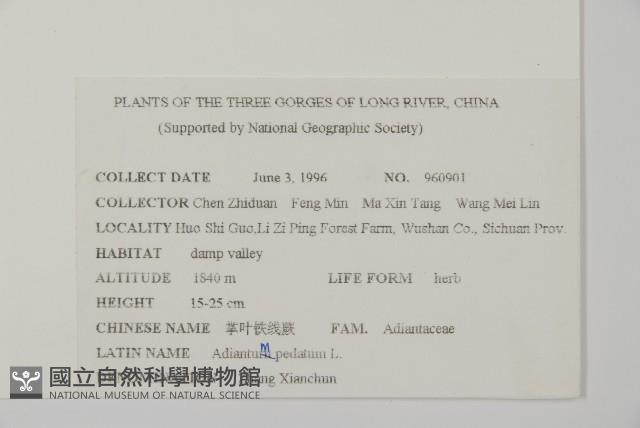 PLANTS OF THE THREE GORGES OF LONG RIVER, CHINA
(Supported by National Geographic Society)
COLLECT DATE June 3, 1996 NO. 960901
COLLECTOR Chen Zhiduan Feng Min Ma Xin Tang Wang Mei Lin
LOCALITY Huo Shi Guo,Li Zi Ping Forest Farm, Wushan Co., Sichuan Prov.
HABITAT damp valley
ALTITUDE 1840 m LIFE FORM herb
HEIGHT 15-25 cm
CHINESE NAME 掌叶铁线蕨 FAM. Adiantaceae
LATIN NAME Adiantum pedatum L.
Xianchun
國立自然科學博物館
NATIONAL MUSEUM OF NATURAL SCIENCE